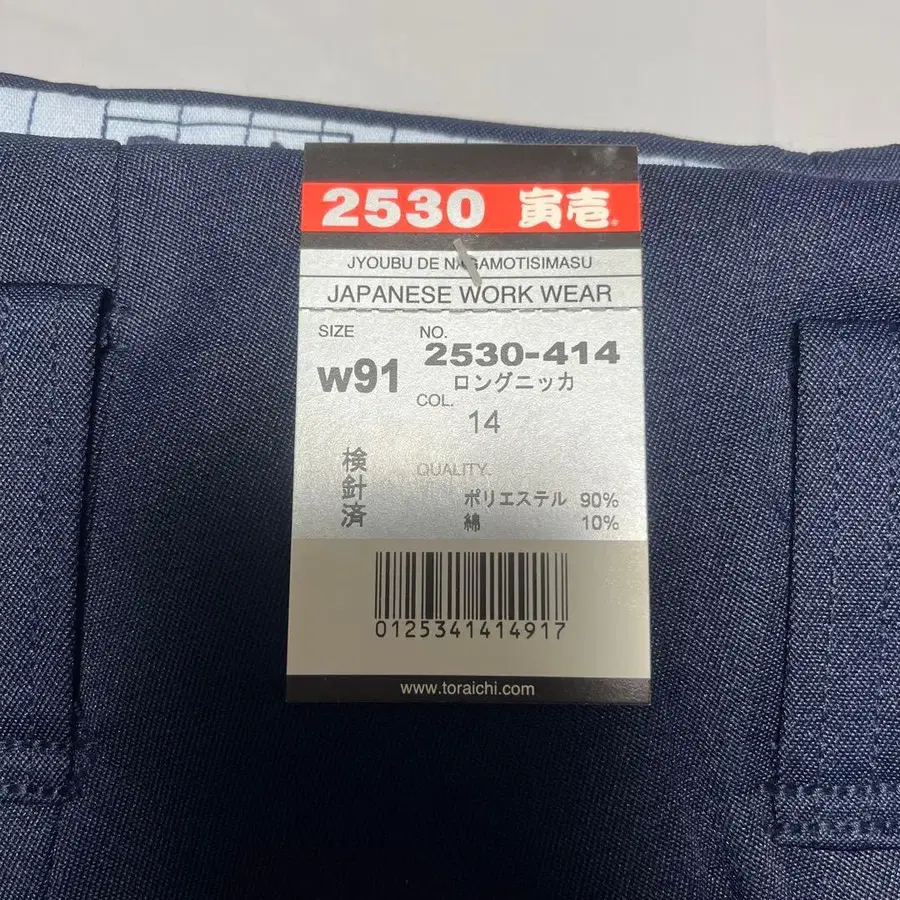 2530 寅壱®
JYOUBU DE NAGAMOTISIMASU
JAPANESE WORK WEAR
SIZE
W91
NO.
2530-414
ロングニッカ
COL.
14
検針済
QUALITY.
ポリエステル 90%
綿 10%
0125341414917
www.toraichi.com